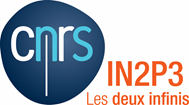 cnrs
IN2P3
Les deux infinis